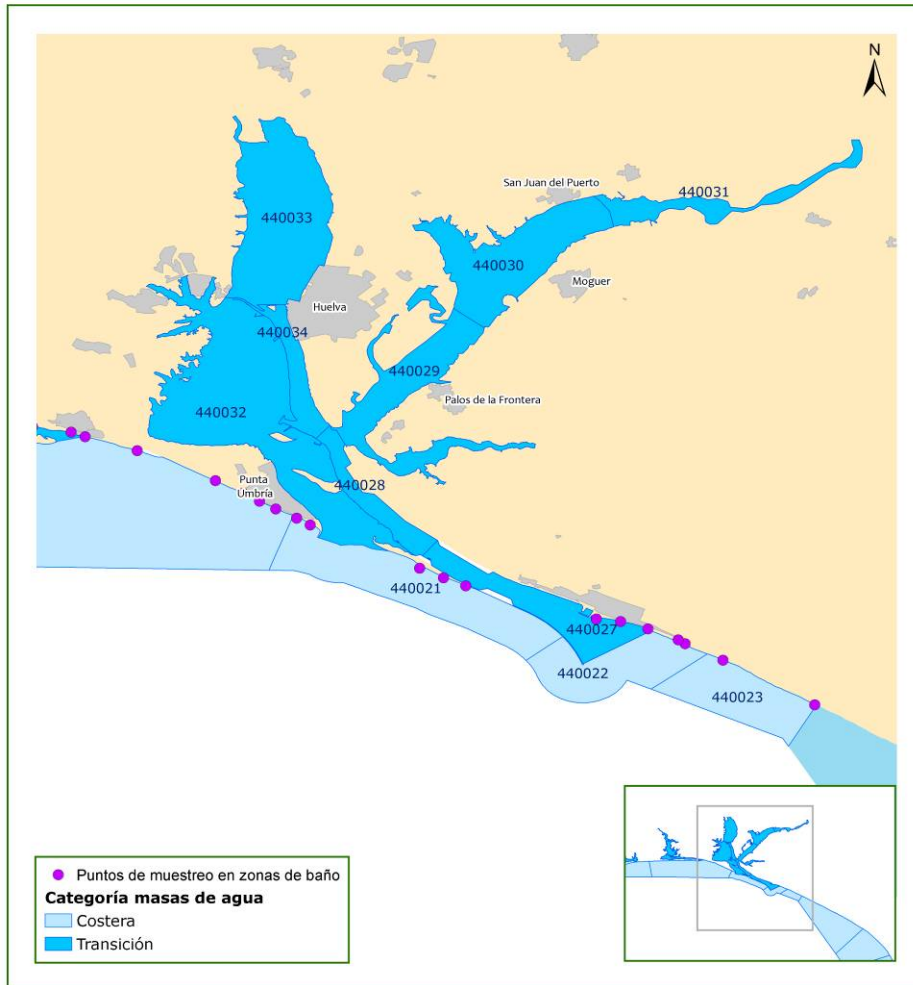 N
San Juan del Puerto
440031
440033
440030
Moguer
Huelva
440034
440029
Palos de la Frontera
440032
Punta
Úmbría
440028
440021
440027
440022
440023
Puntos de muestreo en zonas de baño
Categoría masas de agua
Costera
Transición